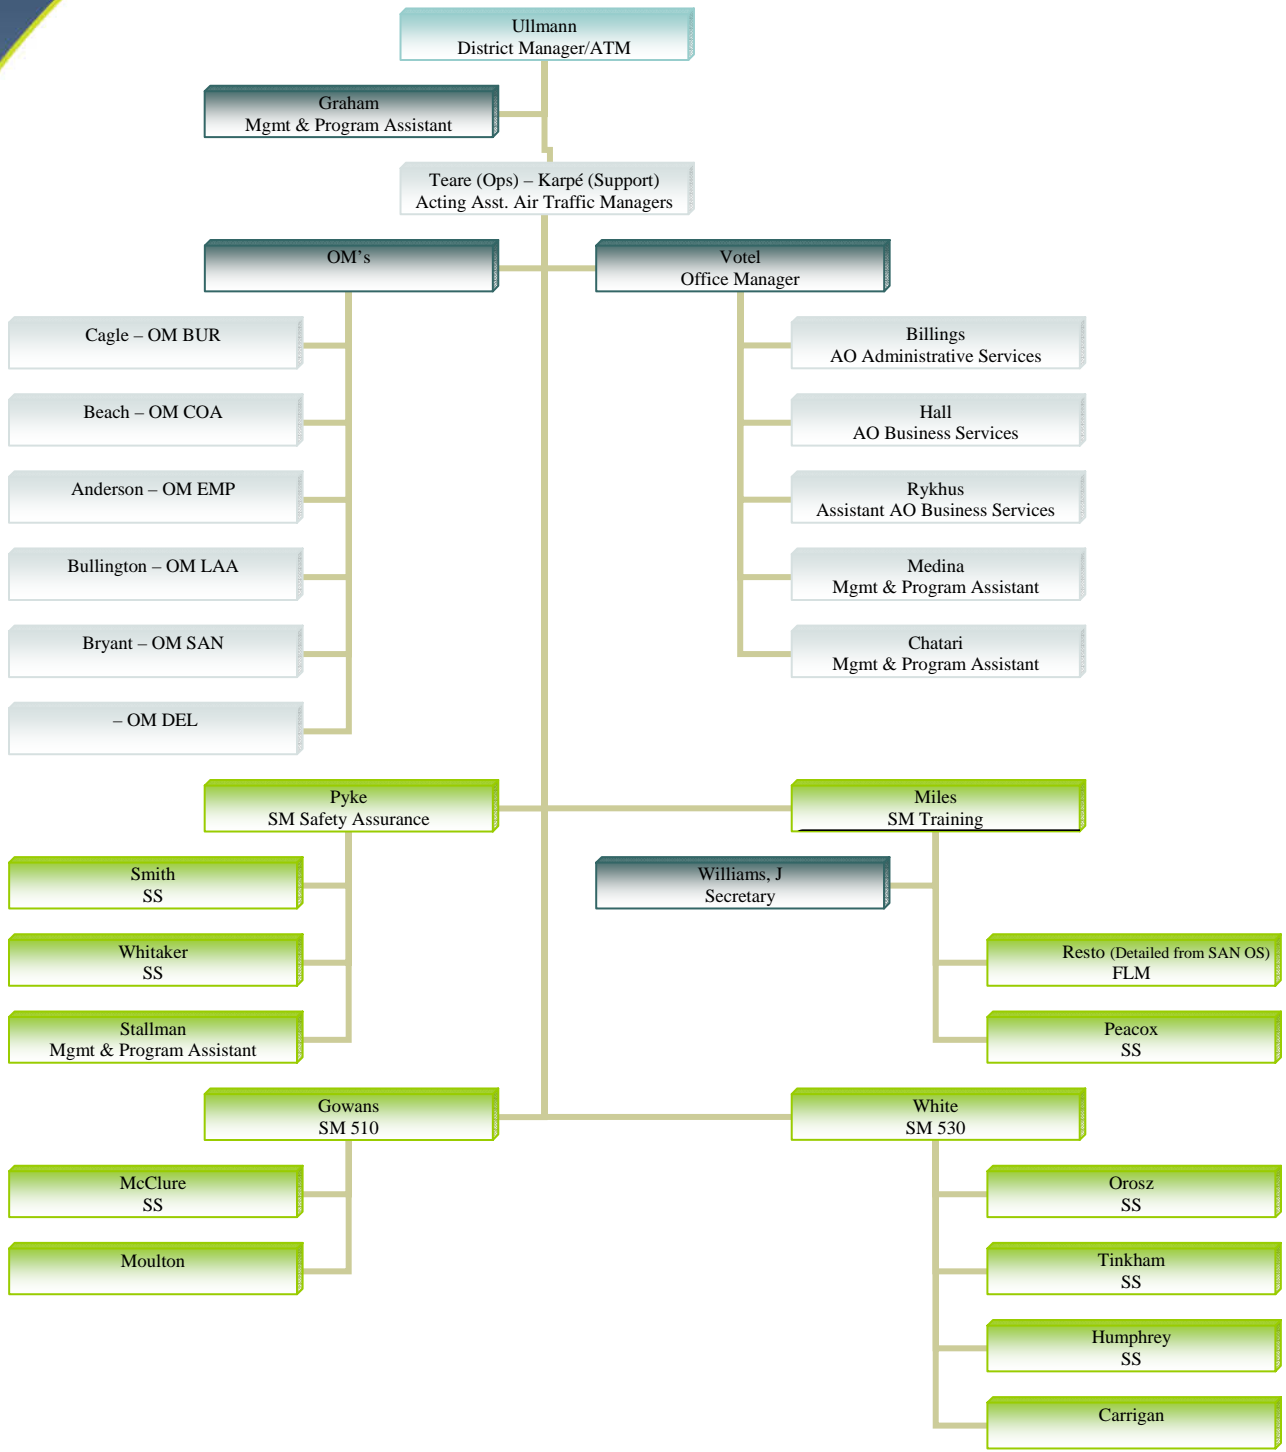 Ullmann
District Manager/ATM
Graham
Mgmt & Program Assistant
Teare (Ops) – Karpé (Support)
Acting Asst. Air Traffic Managers
OM’s
Votel
Office Manager
Cagle – OM BUR
Beach – OM COA
Anderson – OM EMP
Bullington – OM LAA
Bryant – OM SAN
– OM DEL
Billings
AO Administrative Services
Hall
AO Business Services
Rykhus
Assistant AO Business Services
Medina
Mgmt & Program Assistant
Chatari
Mgmt & Program Assistant
Pyke
SM Safety Assurance
Miles
SM Training
Smith
SS
Whitaker
SS
Stallman
Mgmt & Program Assistant
Williams, J
Secretary
Resto (Detailed from SAN OS)
FLM
Peacox
SS
Gowans
SM 510
White
SM 530
McClure
SS
Moulton
Orosz
SS
Tinkham
SS
Humphrey
SS
Carrigan